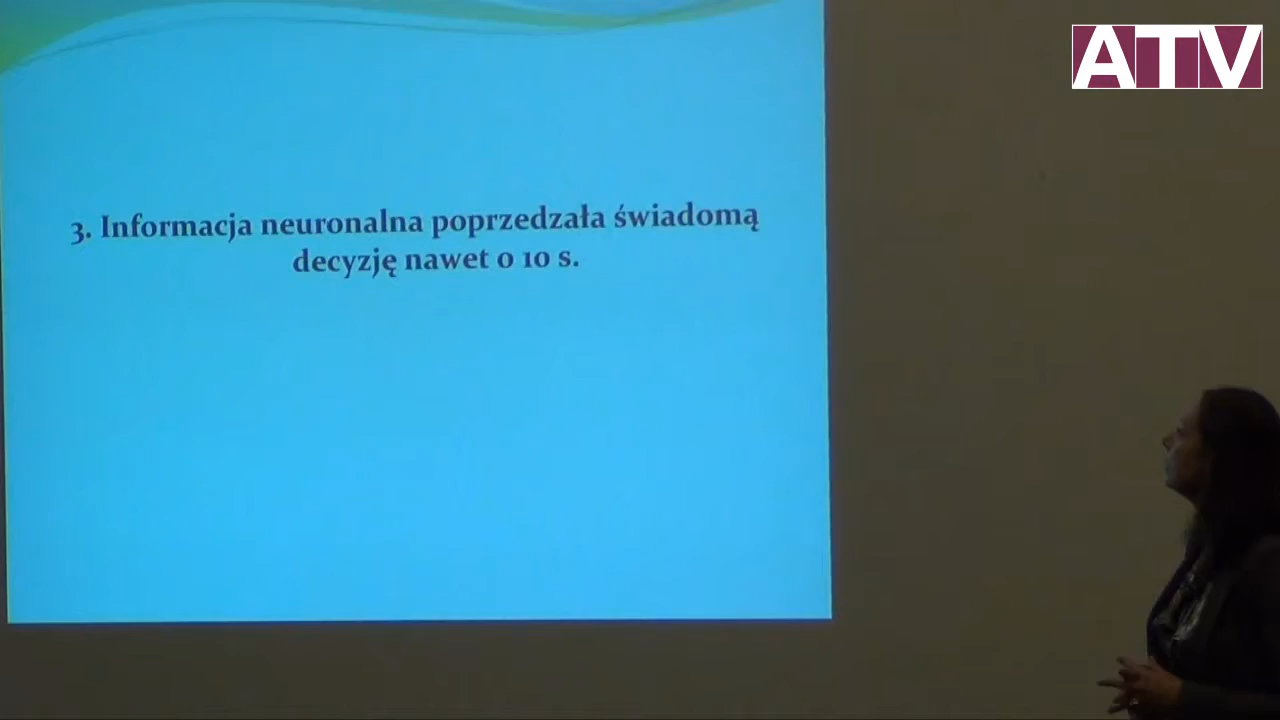 ATV
3. Informacja neuronalna poprzedzała świadomą
decyzję nawet o 10 s.